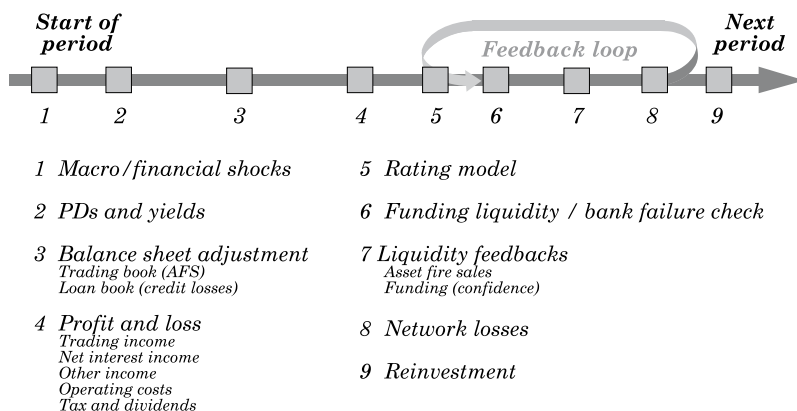 Start of
period
Feedback loop
Next
period
1 2 3 4 5 6 7 8 9
1 Macro/financial shocks
2 PDs and yields
3 Balance sheet adjustment
Trading book (AFS)
Loan book (credit losses)
4 Profit and loss
Trading income
Net interest income
Other income
Operating costs
Tax and dividends
5 Rating model
6 Funding liquidity / bank failure check
7 Liquidity feedbacks
Asset fire sales
Funding (confidence)
8 Network losses
9 Reinvestment